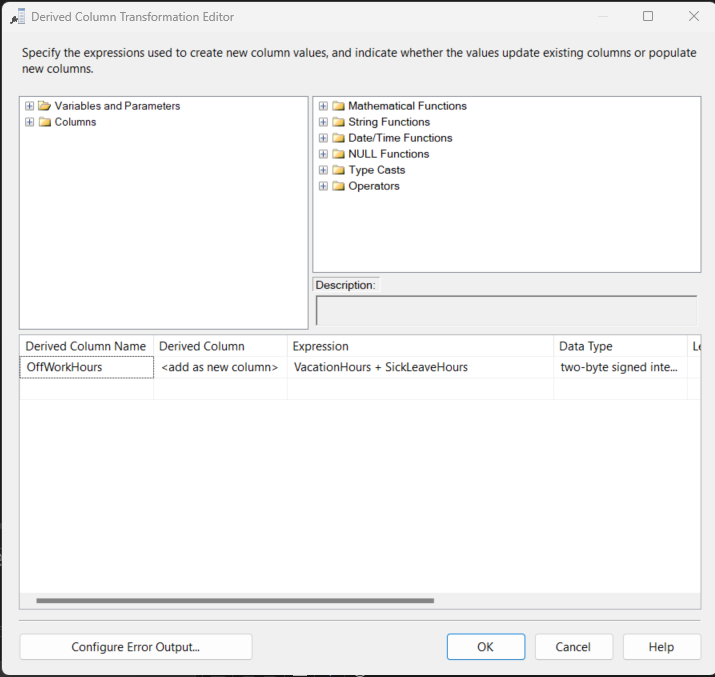 Derived Column Transformation Editor
Specify the expressions used to create new column values, and indicate whether the values update existing columns or populate
new columns.
Variables and Parameters
Columns
Mathematical Functions
String Functions
Date/Time Functions
NULL Functions
Type Casts
Operators
Description:
Derived Column Name Derived Column Expression Data Type Le
OffWorkHours <add as new column> VacationHours + SickLeaveHours two-byte signed inte...
Configure Error Output... OK Cancel Help